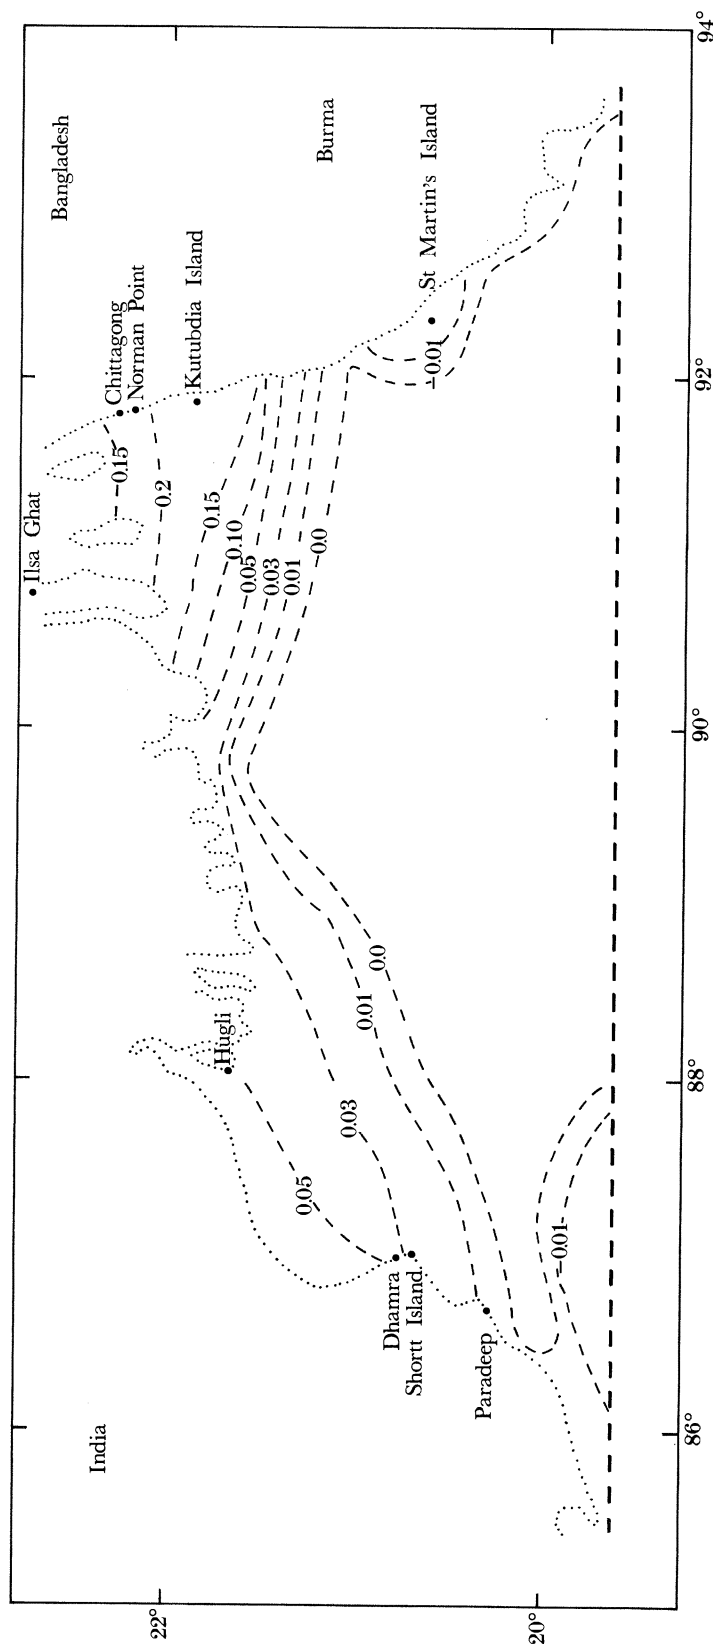 Ilsa Ghat
Bangladesh
Chittagong
Norman Point
0.15
0.2
Kutubdia Island
0.15
0.10
0.05
0.03
0.01
0.0
Burma
St Martin's Island
−0.01
India
Hugli
0.05
0.03
0.01
0.0
Dhamra
Shortt Island
Paradeep
−0.01
22°
20°
86°
88°
90°
92°
94°